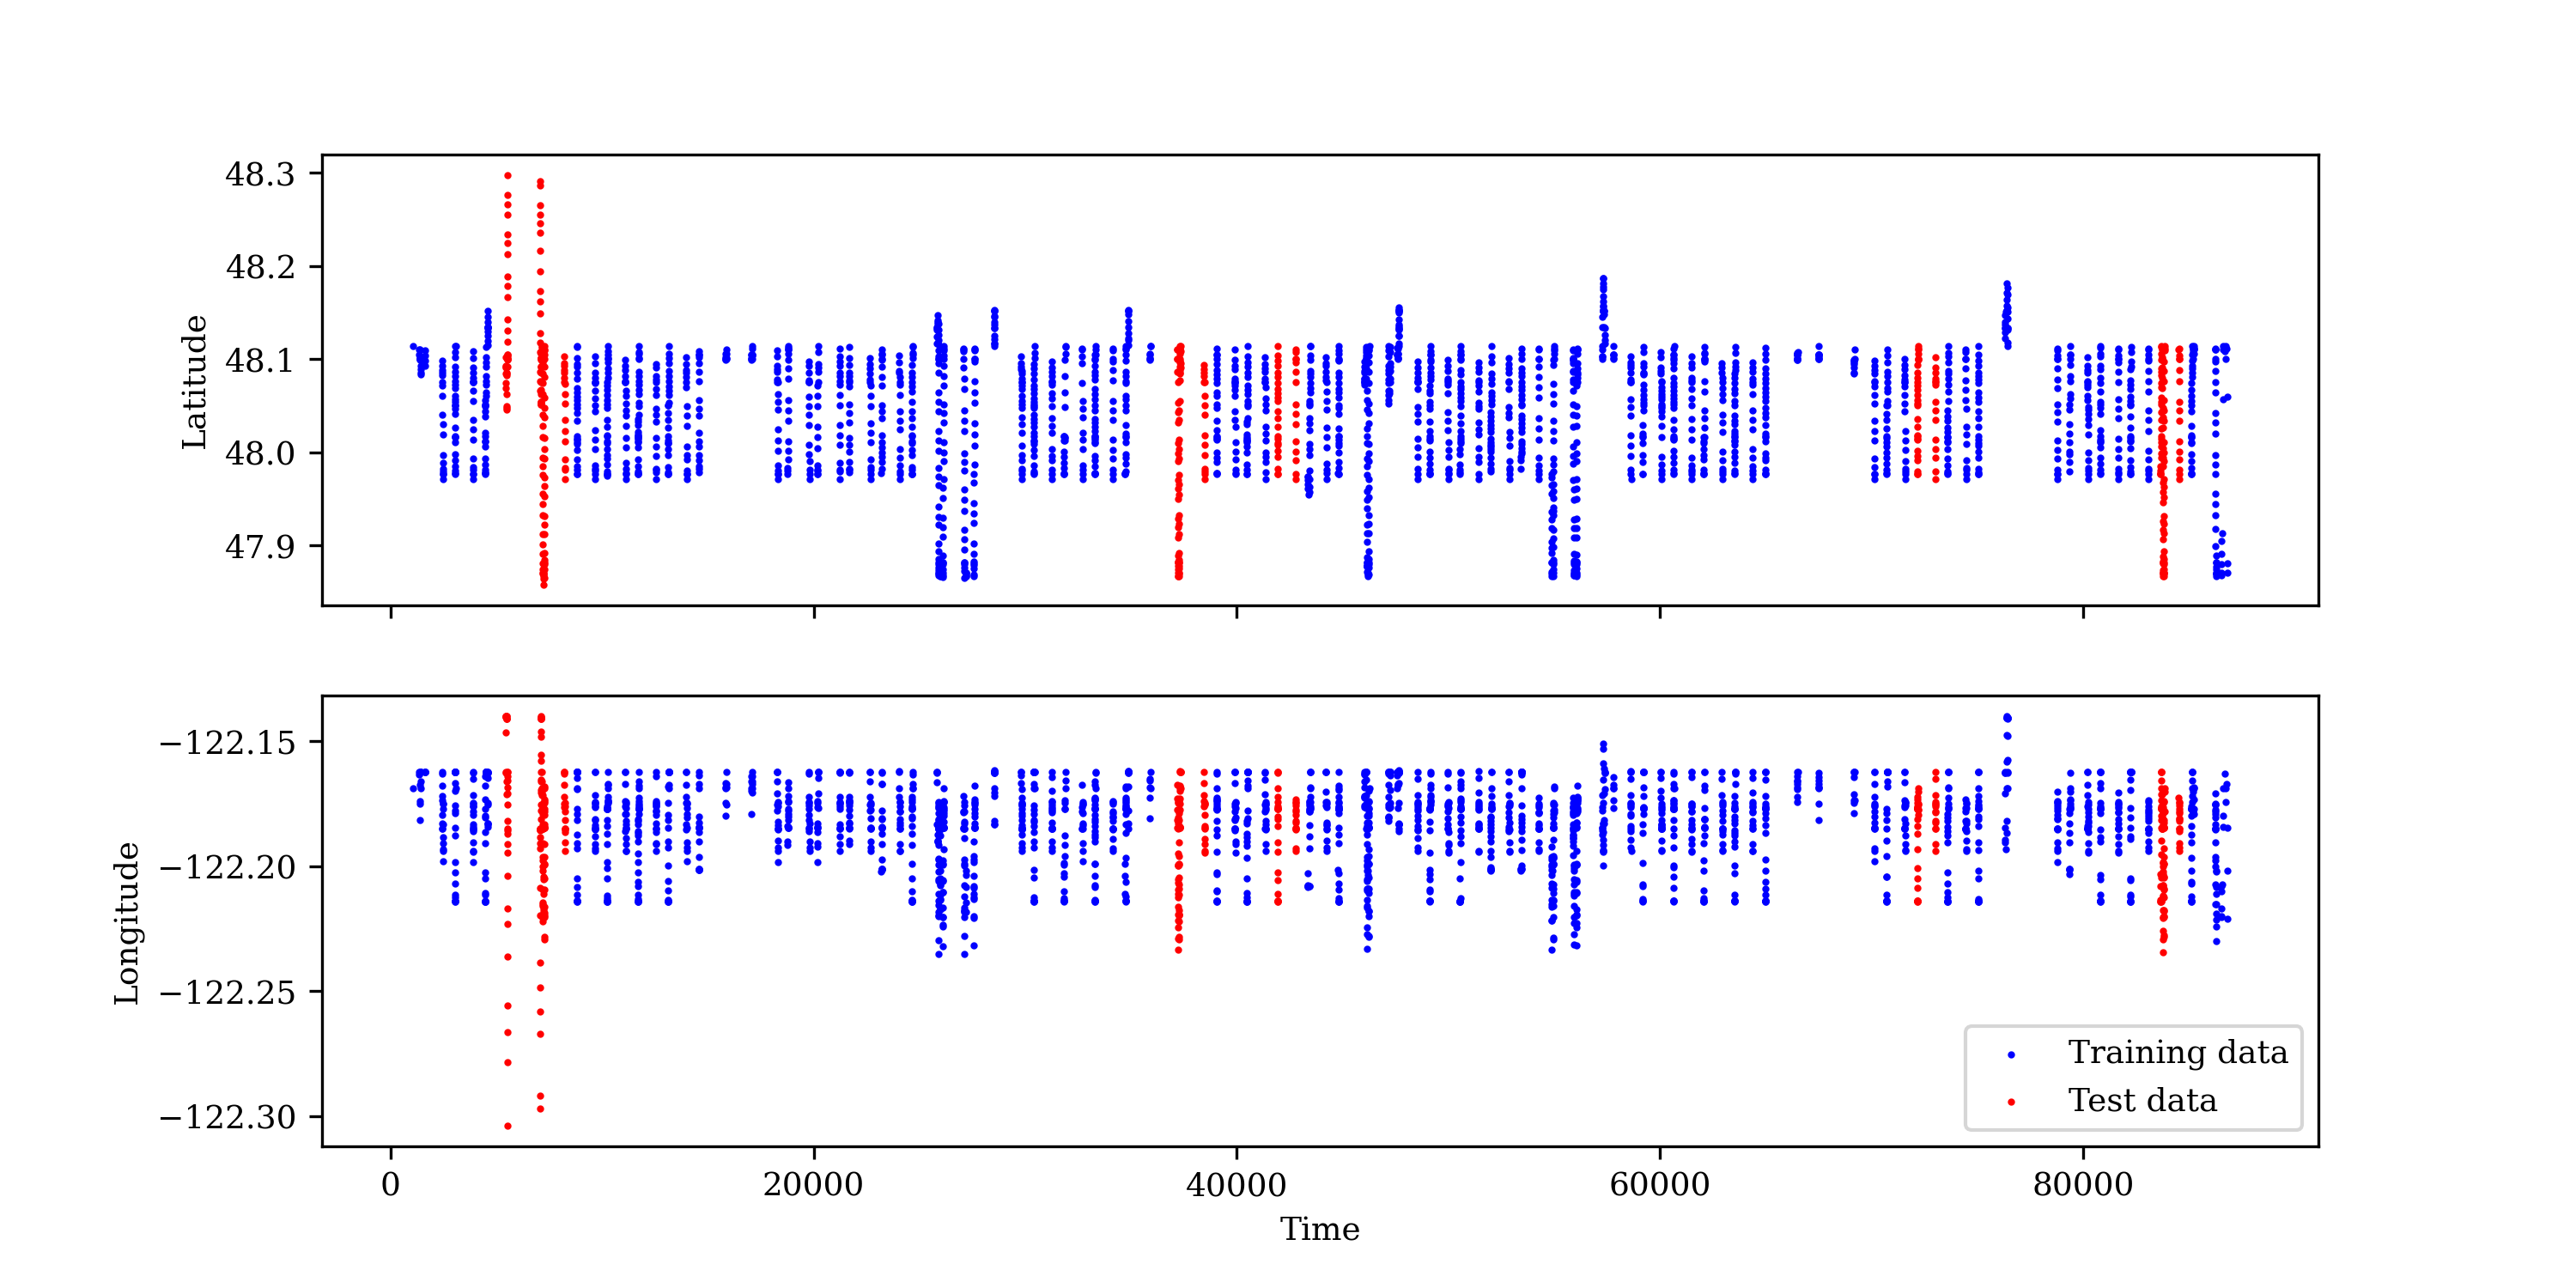 48.3
48.2
48.1
48.0
47.9
Latitude
−122.15
−122.20
−122.25
−122.30
Longitude
Training data
Test data
0 20000 40000 60000 80000
Time